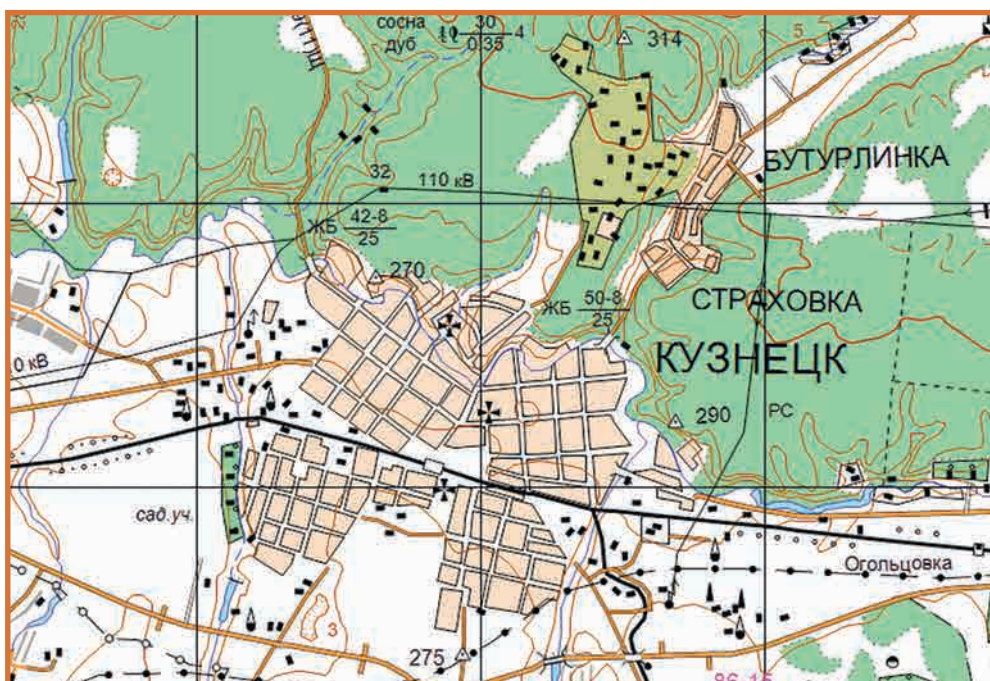 сосна
дуб
30
0.35
4
314
5
БУТУРЛИНКА
32
110 кВ
ЖБ 42-8
25
270
ЖБ 50-8
25
СТРАХОВКА
КУЗНЕЦК
0 кВ
290
РС
сад.уч.
Огольцовка
3
275